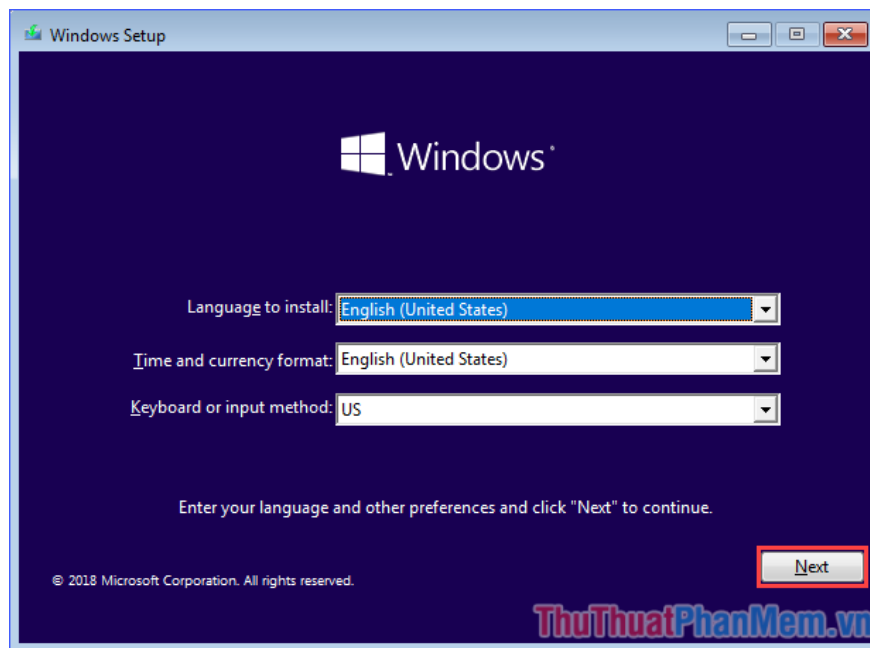 Windows Setup
Windows
Language to install: English (United States)
Time and currency format: English (United States)
Keyboard or input method: US
Enter your language and other preferences and click "Next" to continue.
Next
© 2018 Microsoft Corporation. All rights reserved.
ThuThuatPhanMem.vn